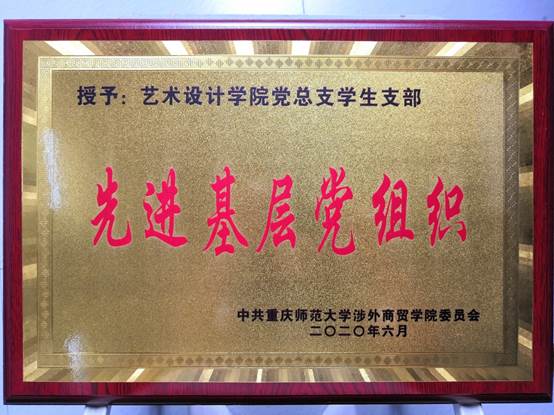 授予：艺术设计学院党总支学生支部
先进基层党组织
中共重庆师范大学涉外商贸学院委员会
二〇二〇年六月